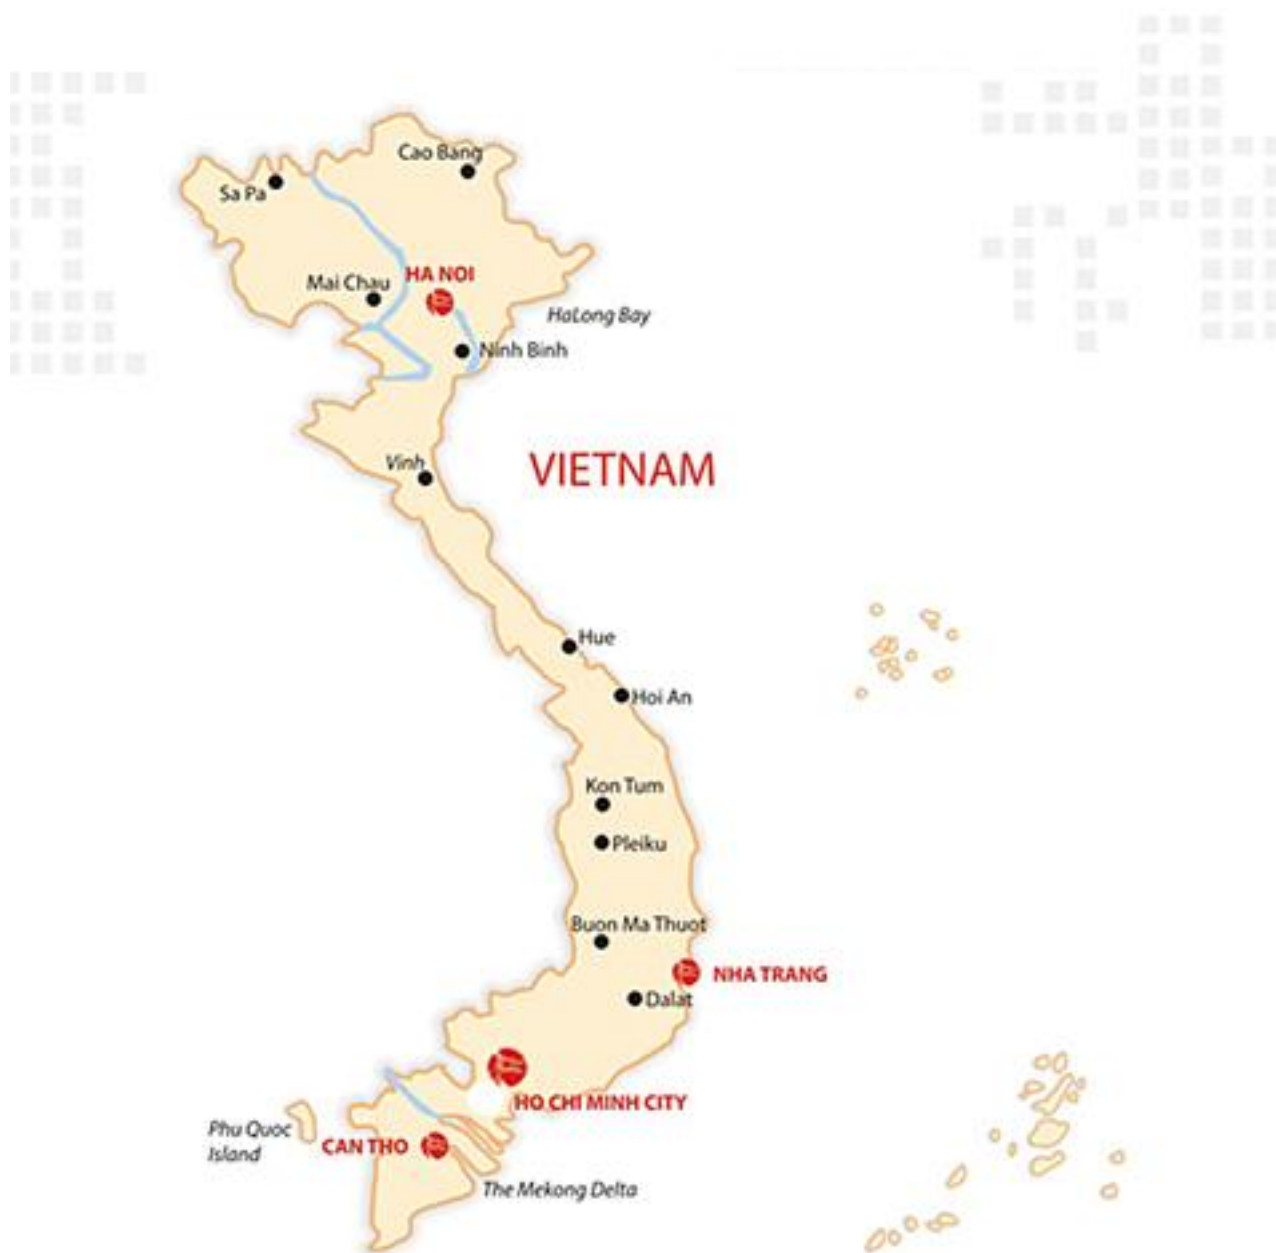 Cao Bang
Sa Pa
HA NOI
Mai Chau
HaLong Bay
Ninh Binh
VIETNAM
Vinh
Hue
Hoi An
Kon Tum
Pleiku
Buon Ma Thuot
NHA TRANG
Dalat
HO CHI MINH CITY
Phu Quoc
Island
CAN THO
The Mekong Delta